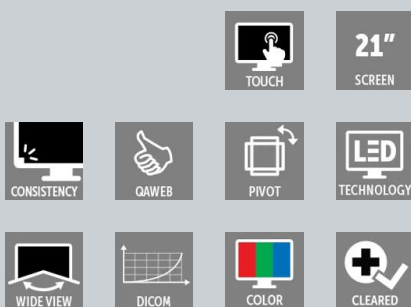 21"
TOUCH
SCREEN
LED
CONSISTENCY
QAWEB
PIVOT
TECHNOLOGY
WIDE VIEW
DICOM
COLOR
CLEARED